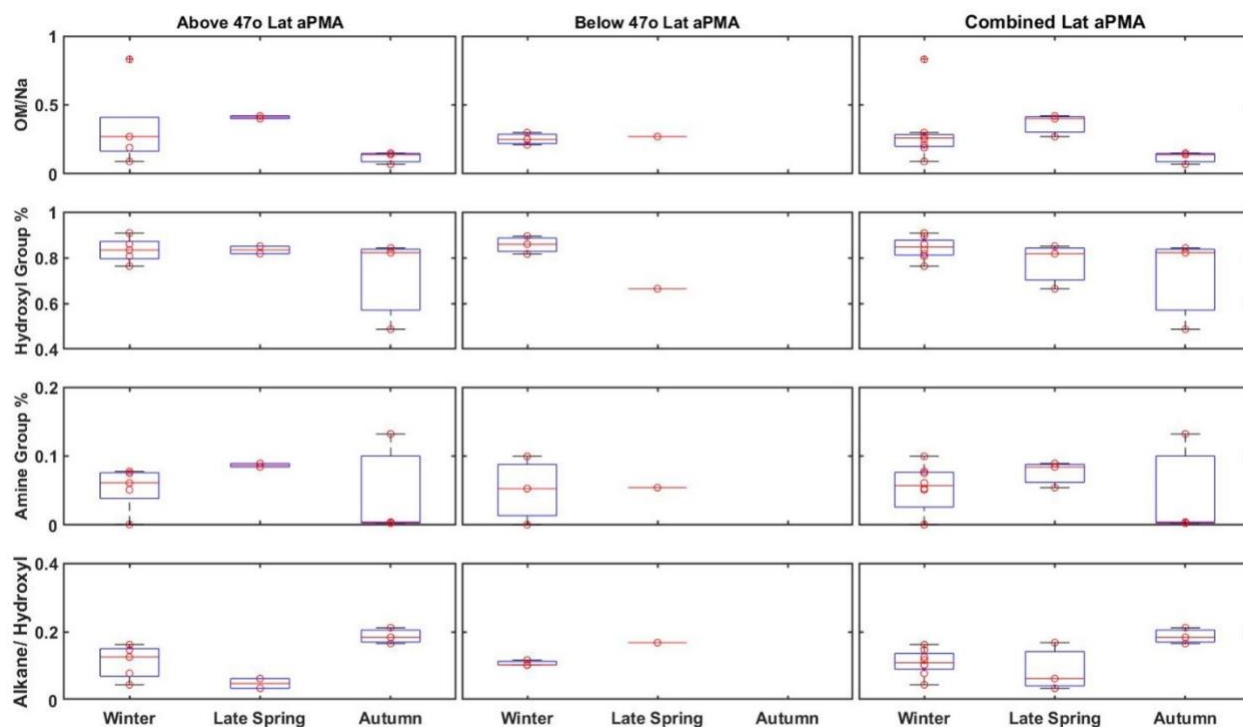 Above 47o Lat aPMA
Below 47o Lat aPMA
Combined Lat aPMA
OM/Na
1
0.5
0
Hydroxyl Group %
1
0.8
0.6
0.4
Amine Group %
0.2
0.1
0
Alkane/ Hydroxyl
0.4
0.2
0
Winter Late Spring Autumn
Winter Late Spring Autumn
Winter Late Spring Autumn